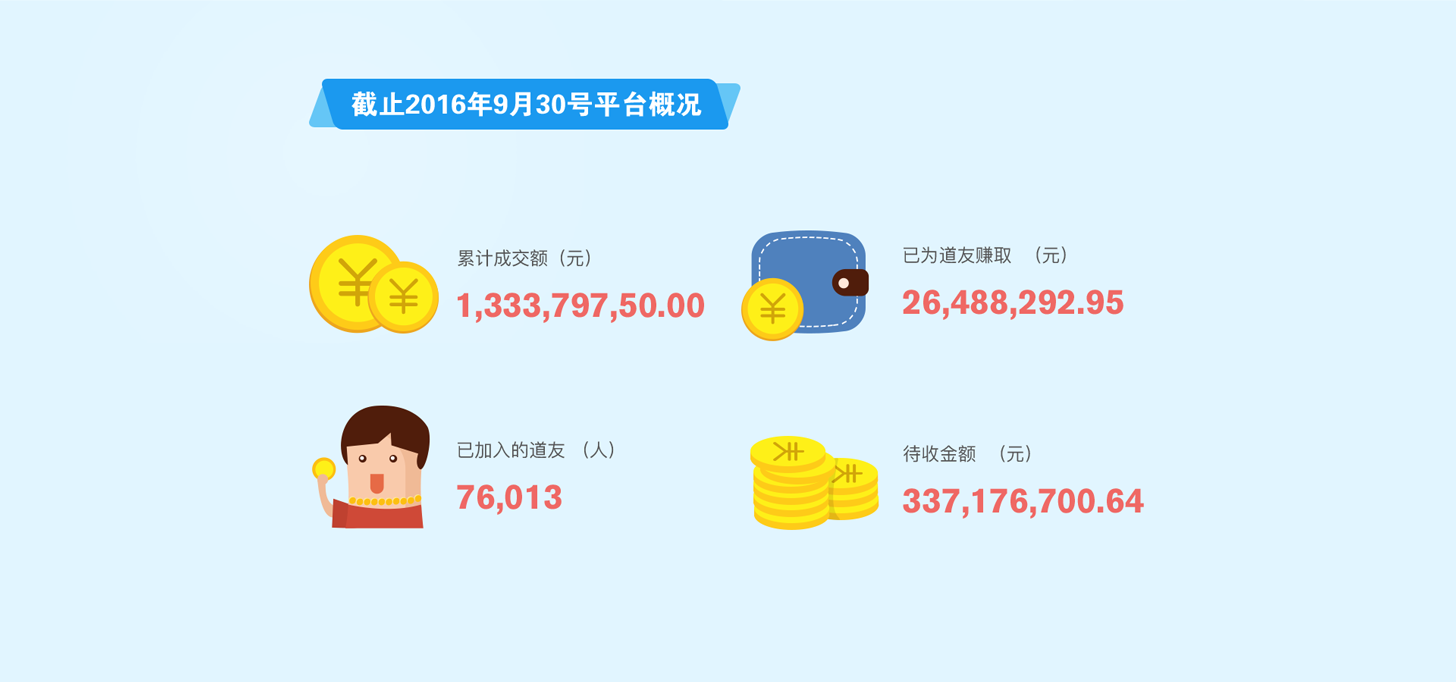 截止2016年9月30号平台概况
累计成交额（元）
1,333,797,50.00
已为道友赚取 （元）
26,488,292.95
已加入的道友 （人）
76,013
待收金额 （元）
337,176,700.64